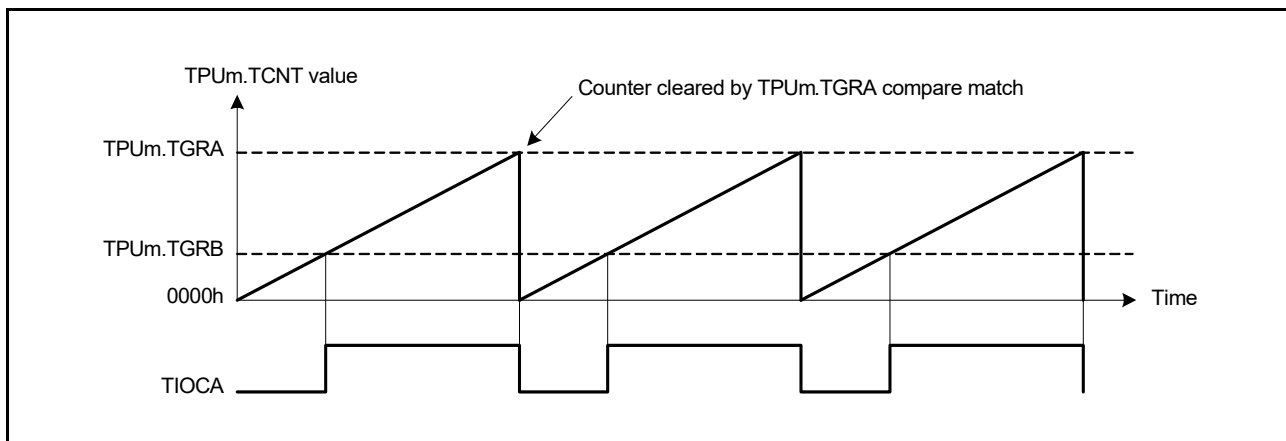 TPUm.TCNT value
Counter cleared by TPUm.TGRA compare match
TPUm.TGRA
TPUm.TGRB
0000h
Time
TIOCA